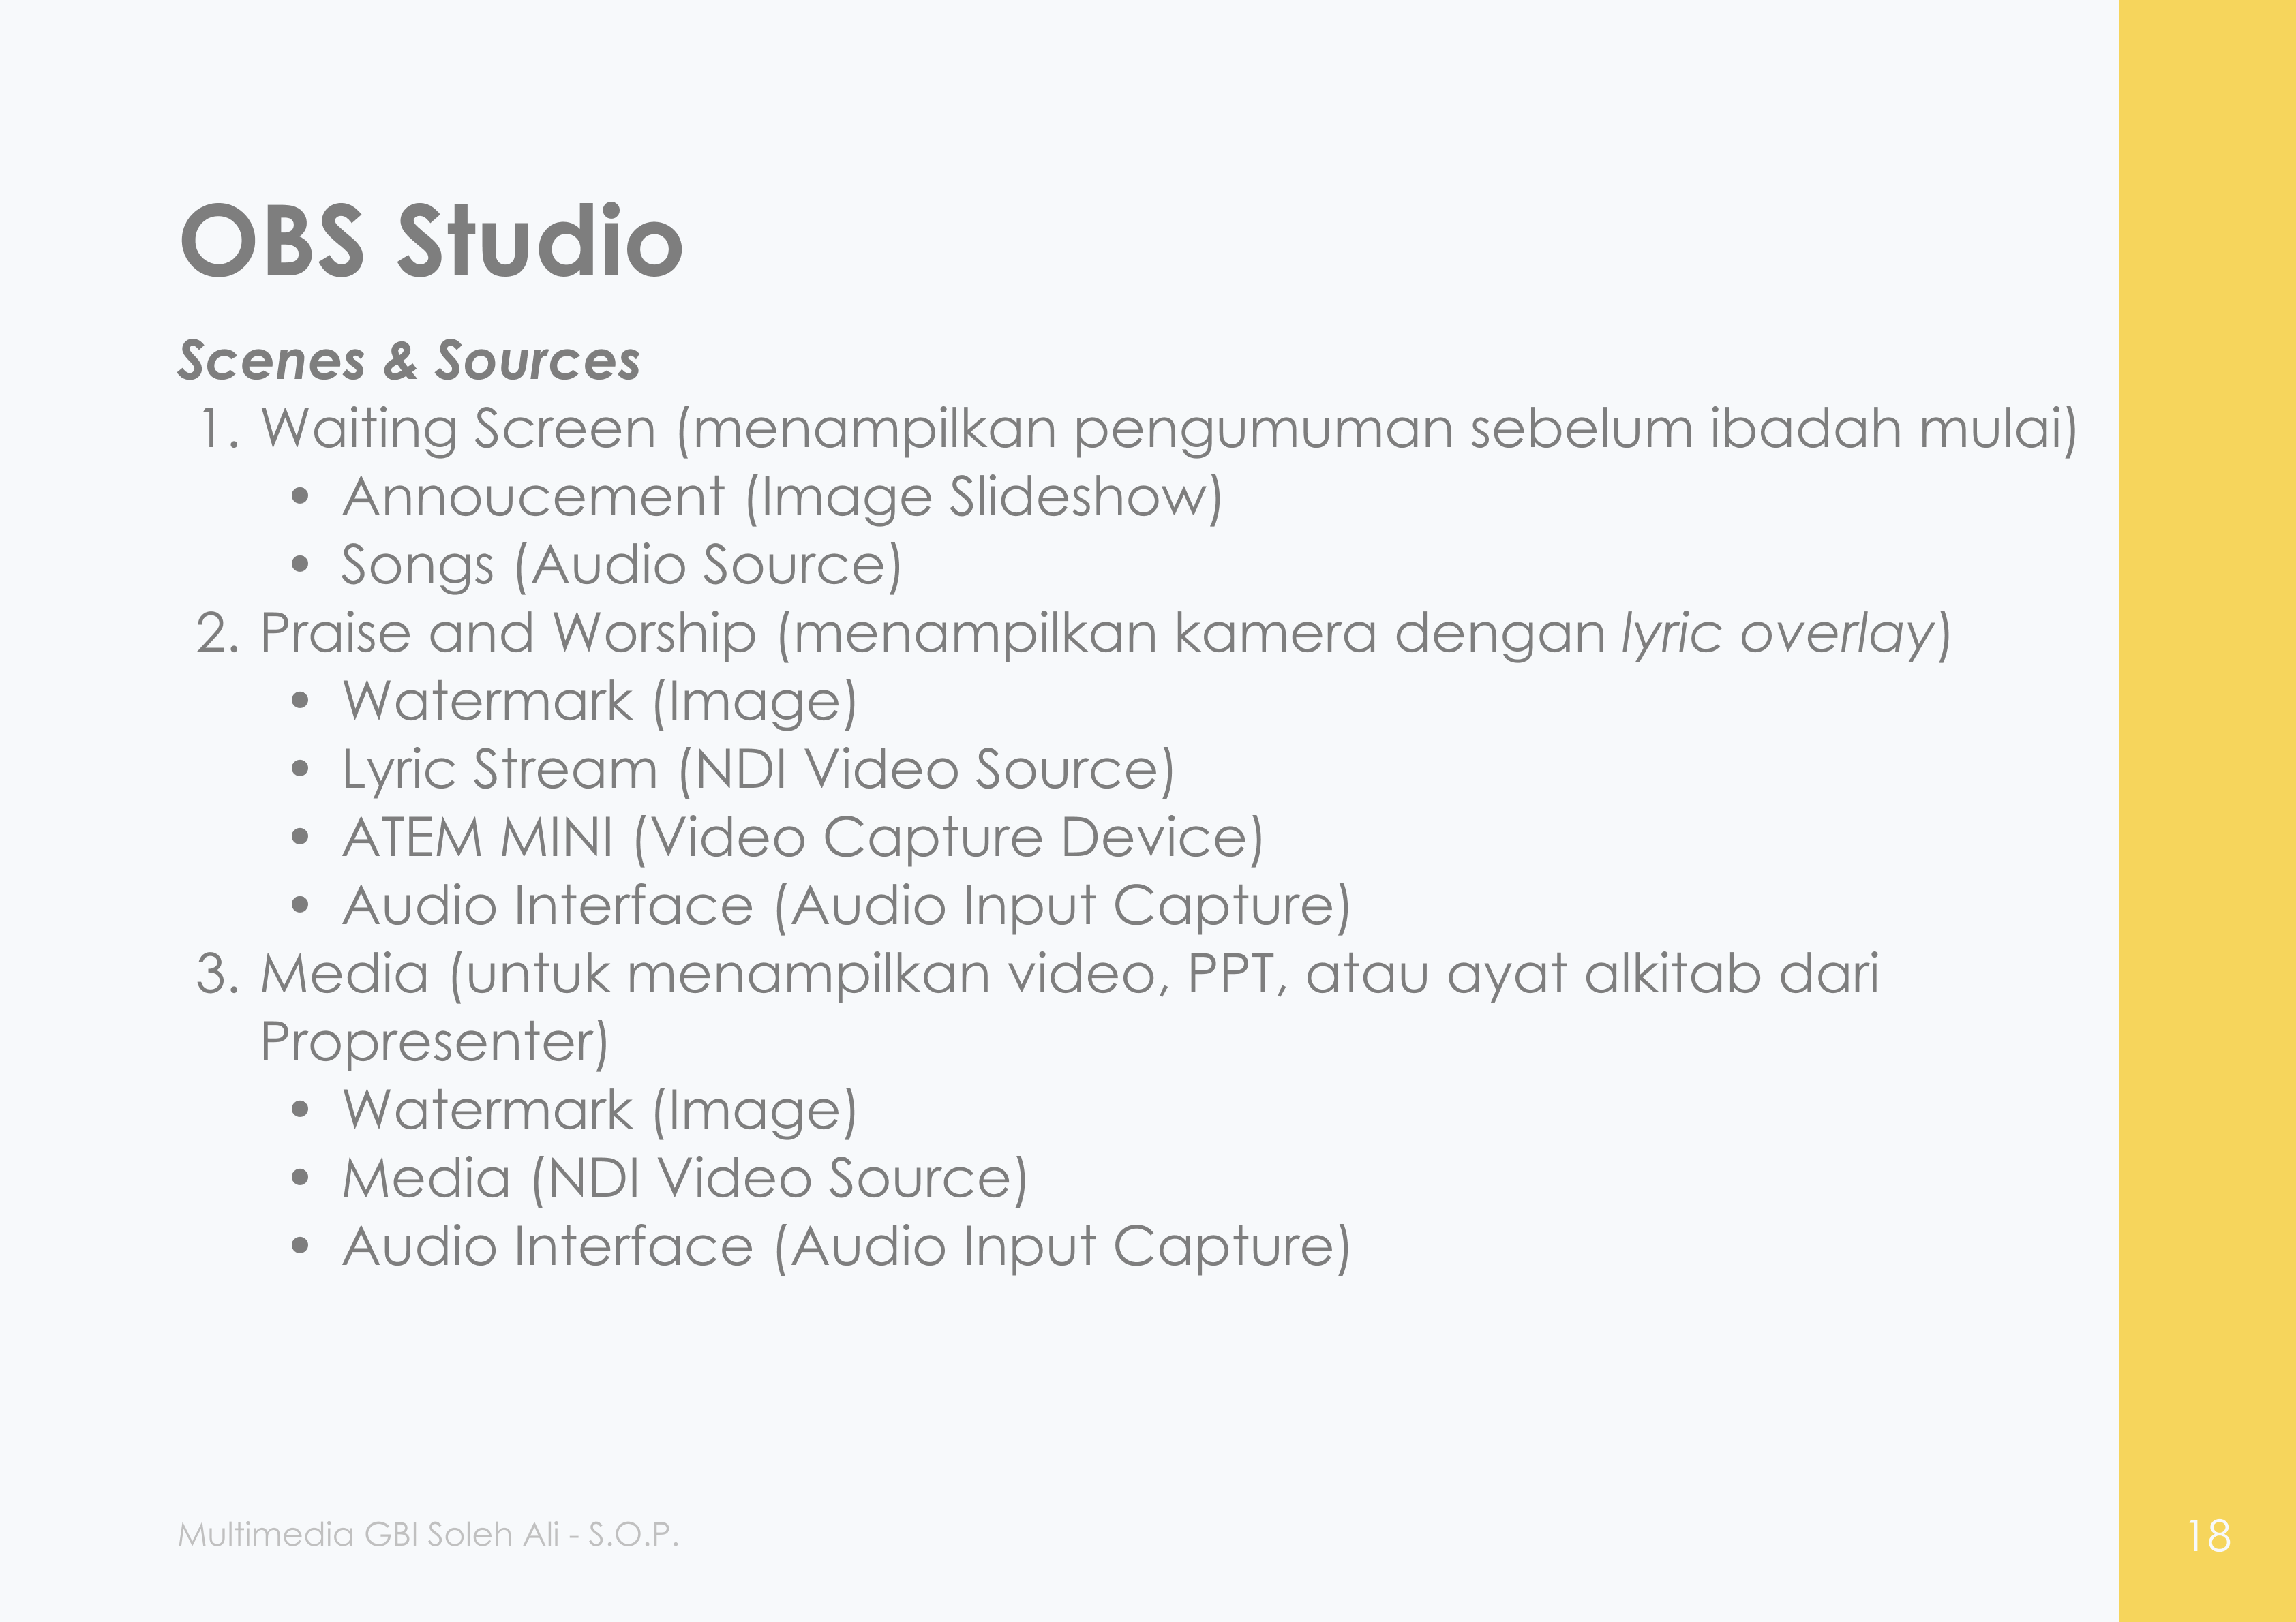 OBS Studio
Scenes & Sources
1. Waiting Screen (menampilkan pengumuman sebelum ibadah mulai)
• Annoucement (Image Slideshow)
• Songs (Audio Source)
2. Praise and Worship (menampilkan kamera dengan lyric overlay)
• Watermark (Image)
• Lyric Stream (NDI Video Source)
• ATEM MINI (Video Capture Device)
• Audio Interface (Audio Input Capture)
3. Media (untuk menampilkan video, PPT, atau ayat alkitab dari
Propresenter)
• Watermark (Image)
• Media (NDI Video Source)
• Audio Interface (Audio Input Capture)
Multimedia GBI Soleh Ali - S.O.P.
18